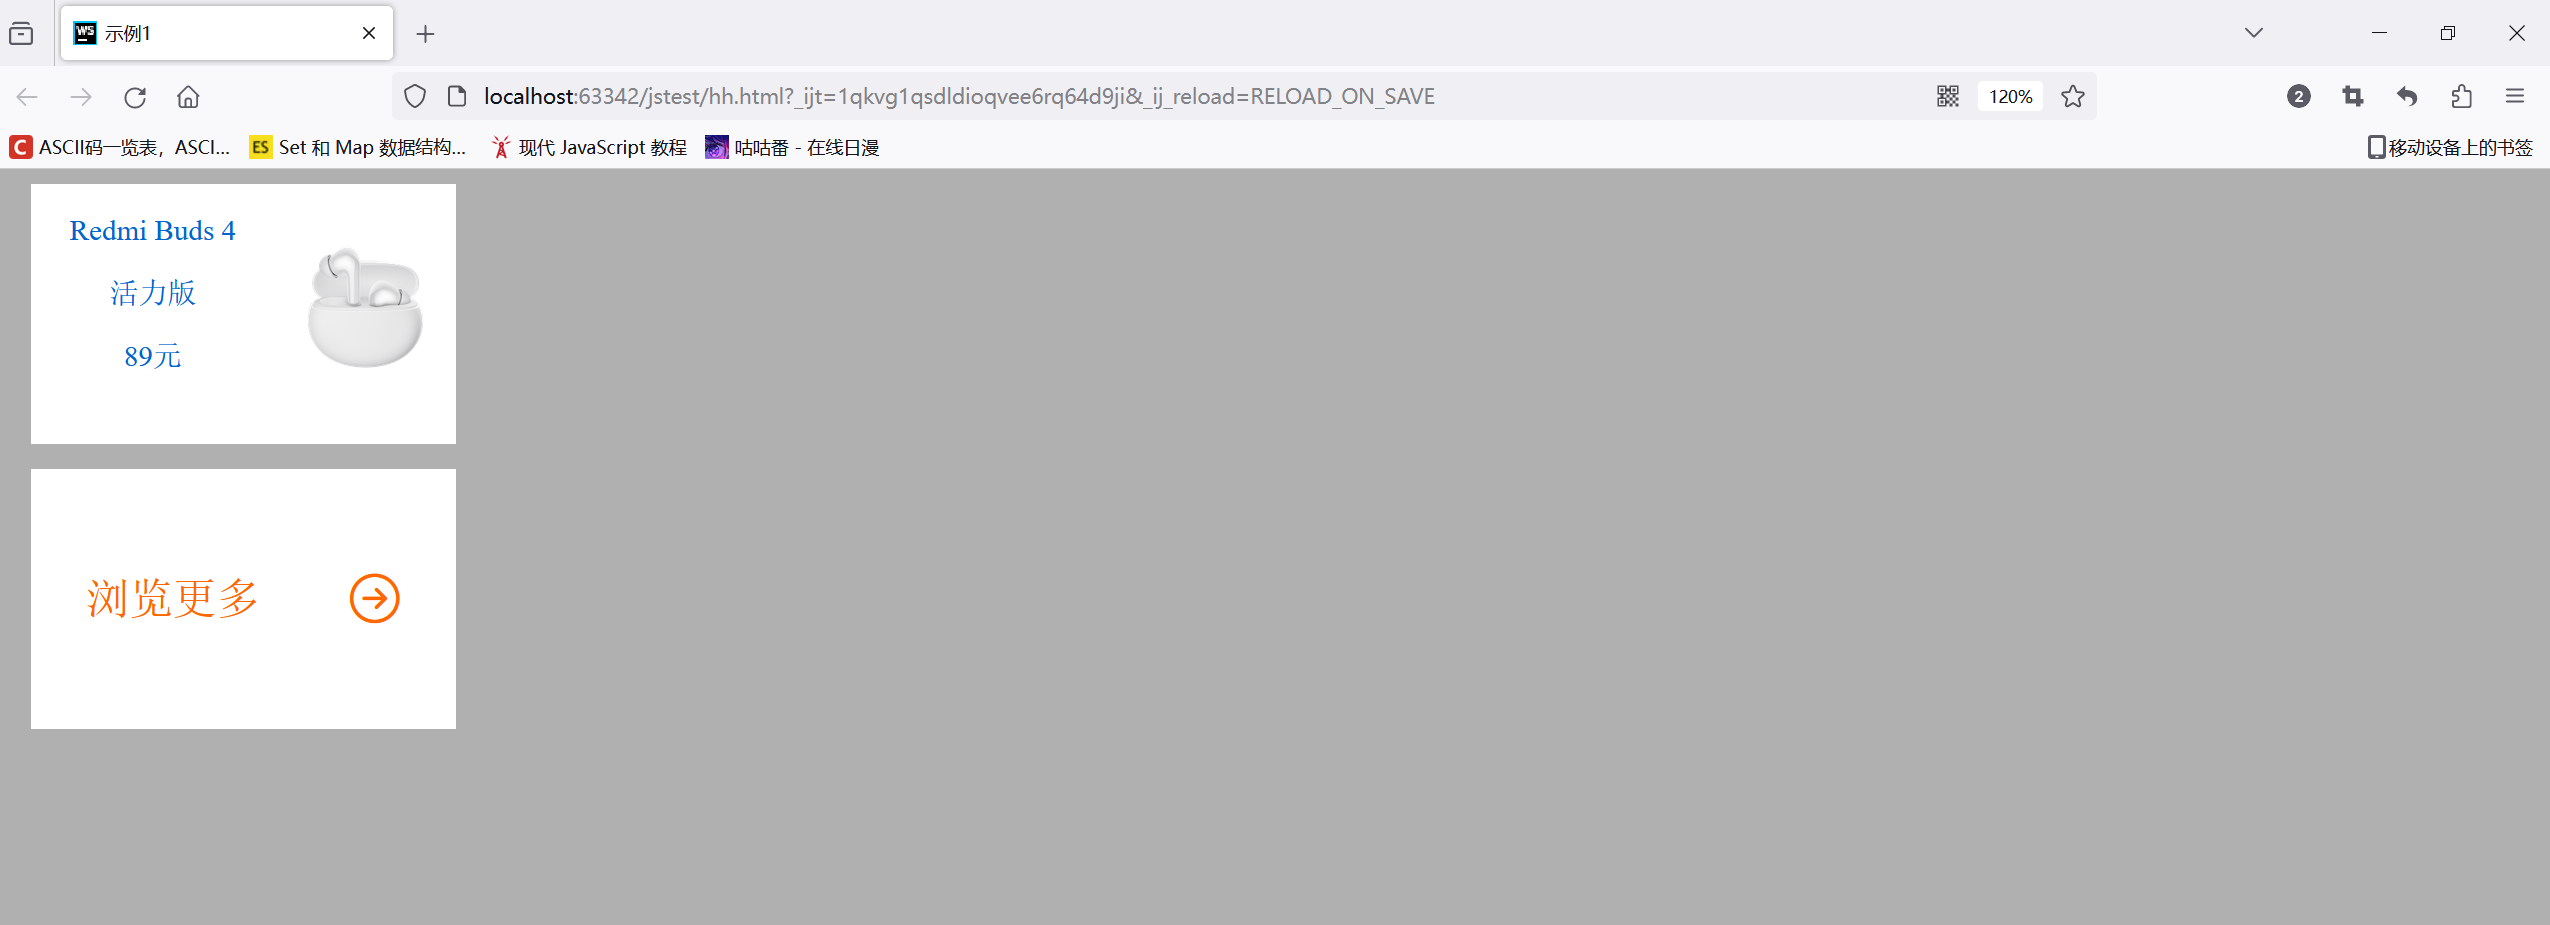 WS 示例1
localhost:63342/jstest/hh.html?_ijt=1qkvg1qsdldioqvee6rq64d9ji&_ij_reload=RELOAD_ON_SAVE
120%
2
C ASCII码一览表，ASCI...
ES Set 和 Map 数据结构...
现代 JavaScript 教程
咕咕番 - 在线日漫
移动设备上的书签
Redmi Buds 4
活力版
89元
浏览更多